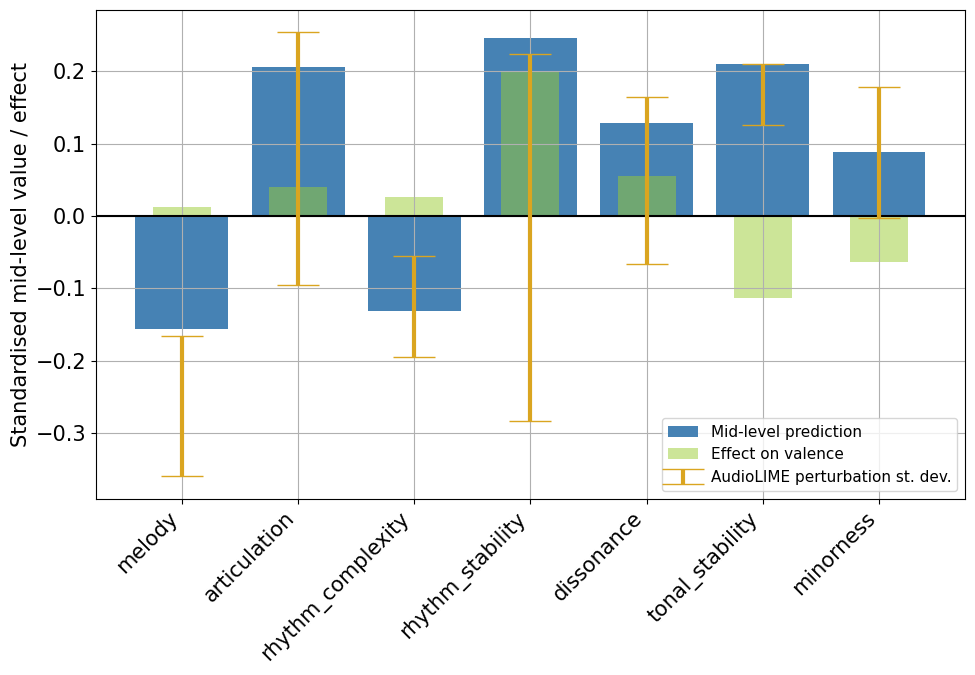 Standardised mid-level value / effect
0.2
0.1
0.0
−0.1
−0.2
−0.3
Mid-level prediction
Effect on valence
AudioLIME perturbation st. dev.
melody
articulation
rhythm_complexity
rhythm_stability
dissonance
tonal_stability
minorness